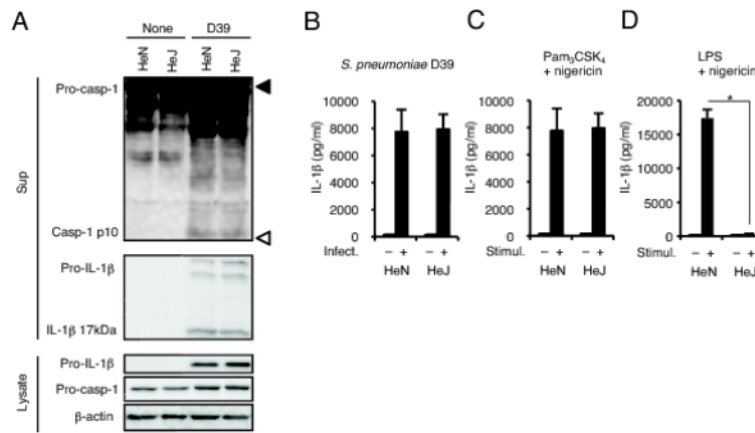 A
None D39
HeN HeJ HeN HeJ
Pro-casp-1
Sup
Casp-1 p10
Pro-IL-1β
IL-1β 17kDa
Lysate
Pro-IL-1β
Pro-casp-1
β-actin
B
S. pneumoniae D39
IL-1β (pg/ml)
10000
8000
6000
4000
2000
0
Infect. − + − +
HeN HeJ
C
Pam₃CSK₄
+ nigericin
IL-1β (pg/ml)
10000
8000
6000
4000
2000
0
Stimul. − + − +
HeN HeJ
D
LPS
+ nigericin
*
IL-1β (pg/ml)
20000
15000
10000
5000
0
Stimul. − + − +
HeN HeJ